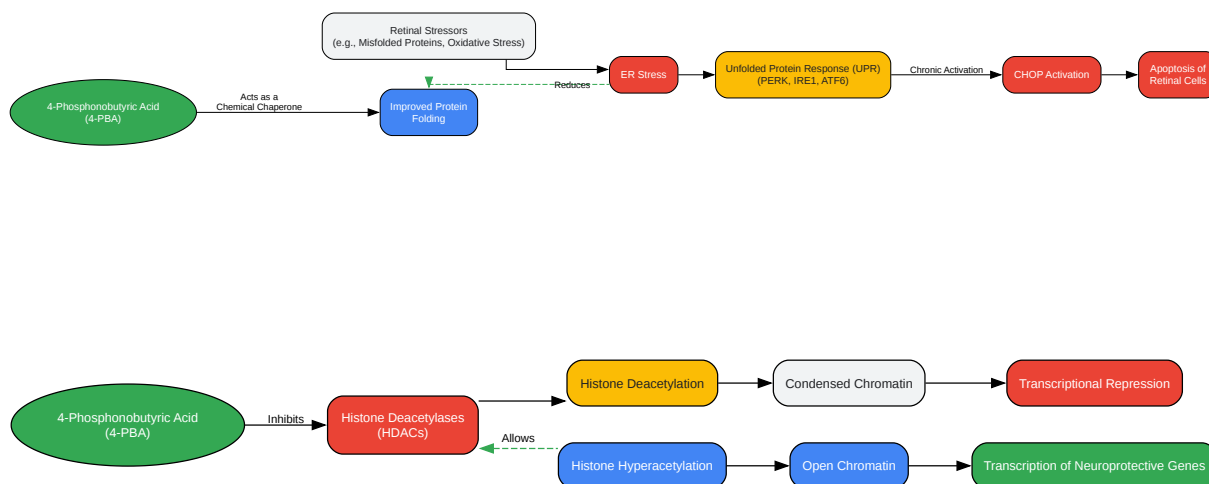 Retinal Stressors
(e.g., Misfolded Proteins, Oxidative Stress)
4-Phosphonobutyric Acid
(4-PBA)
Acts as a
Chemical Chaperone
Improved Protein
Folding
Reduces
ER Stress
Unfolded Protein Response (UPR)
(PERK, IRE1, ATF6)
Chronic Activation
CHOP Activation
Apoptosis of
Retinal Cells
4-Phosphonobutyric Acid
(4-PBA)
Inhibits
Histone Deacetylases
(HDACs)
Histone Deacetylation
Condensed Chromatin
Transcriptional Repression
Allows
Histone Hyperacetylation
Open Chromatin
Transcription of Neuroprotective Genes